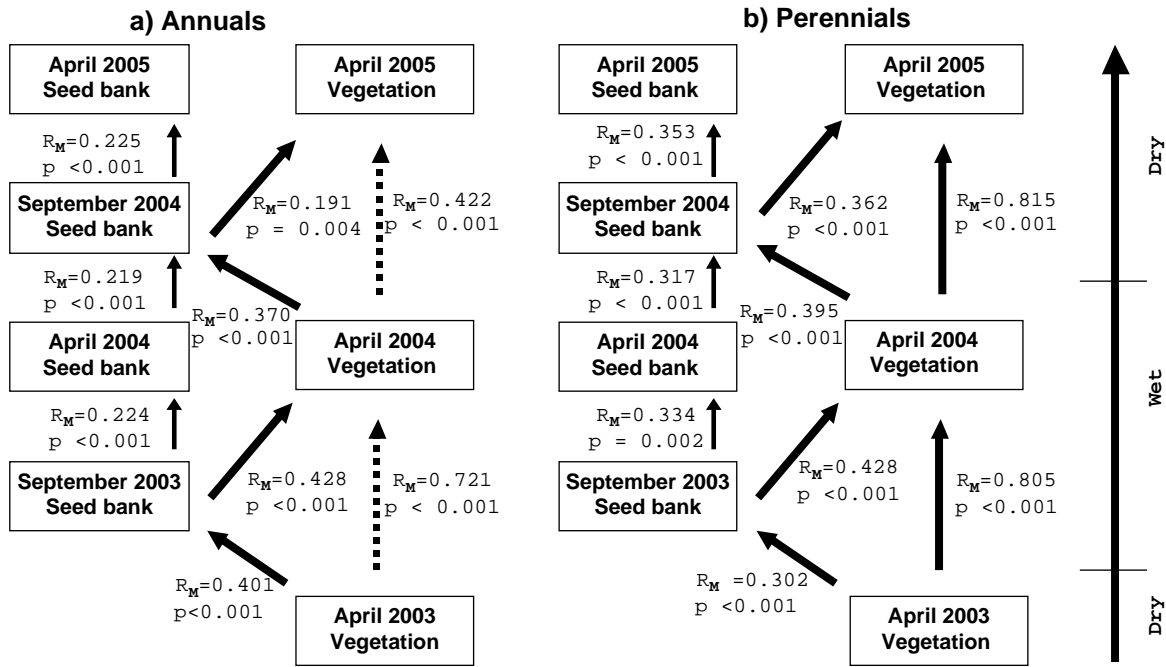 a) Annuals
April 2005
Seed bank
April 2005
Vegetation
RM=0.225
p <0.001
September 2004
Seed bank
RM=0.191
p = 0.004
RM=0.422
p < 0.001
RM=0.219
p <0.001
RM=0.370
p <0.001
April 2004
Seed bank
April 2004
Vegetation
RM=0.224
p <0.001
September 2003
Seed bank
RM=0.428
p <0.001
RM=0.721
p < 0.001
RM=0.401
p<0.001
April 2003
Vegetation
b) Perennials
April 2005
Seed bank
April 2005
Vegetation
RM=0.353
p < 0.001
September 2004
Seed bank
RM=0.362
p <0.001
RM=0.815
p <0.001
RM=0.317
p < 0.001
RM=0.395
p <0.001
April 2004
Seed bank
April 2004
Vegetation
RM=0.334
p = 0.002
September 2003
Seed bank
RM=0.428
p <0.001
RM=0.805
p <0.001
RM =0.302
p <0.001
April 2003
Vegetation
Dry
Wet
Dry